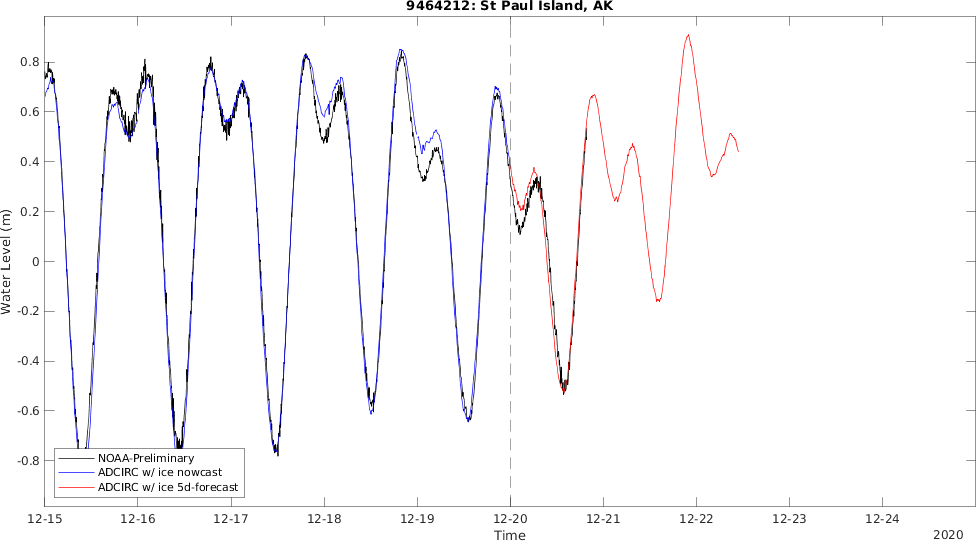 9464212: St Paul Island, AK
Water Level (m)
0.8
0.6
0.4
0.2
0
-0.2
-0.4
-0.6
-0.8
NOAA-Preliminary
ADCIRC w/ ice nowcast
ADCIRC w/ ice 5d-forecast
12-15 12-16 12-17 12-18 12-19 12-20 12-21 12-22 12-23 12-24
Time
2020